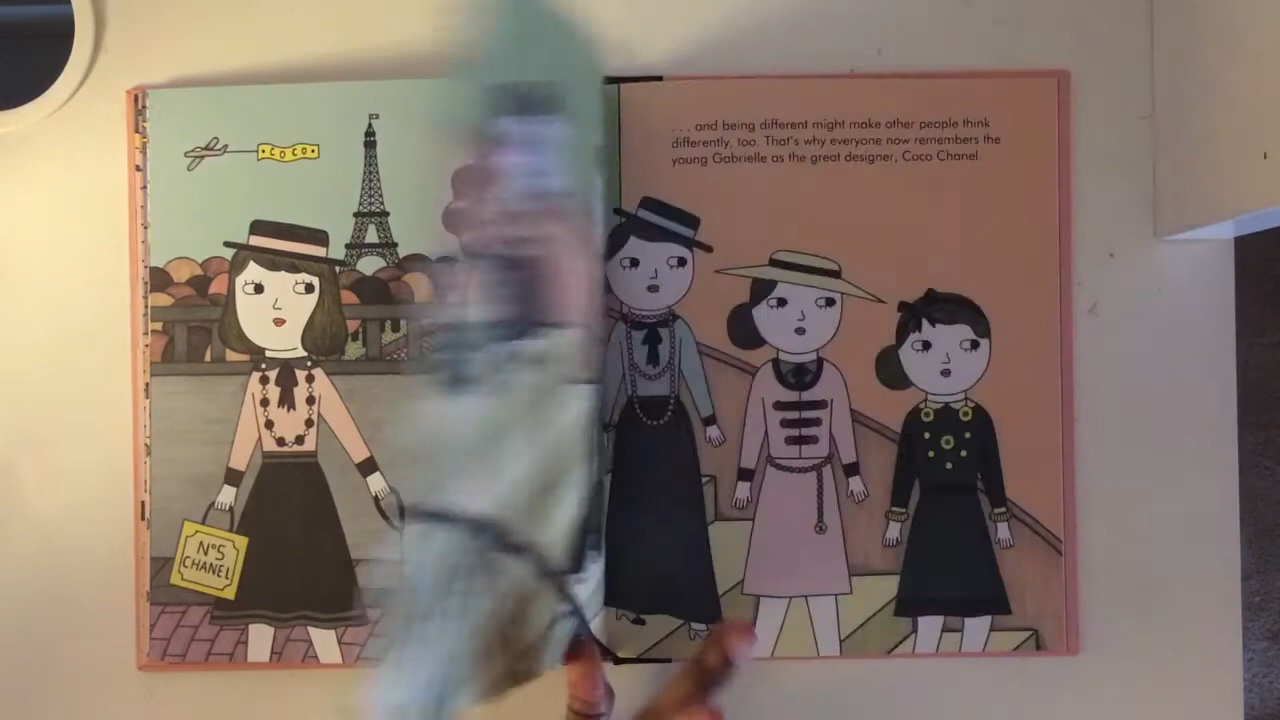 COCO
N°5
CHANEL
. . . and being different might make other people think
differently, too. That's why everyone now remembers the
young Gabrielle as the great designer, Coco Chanel.